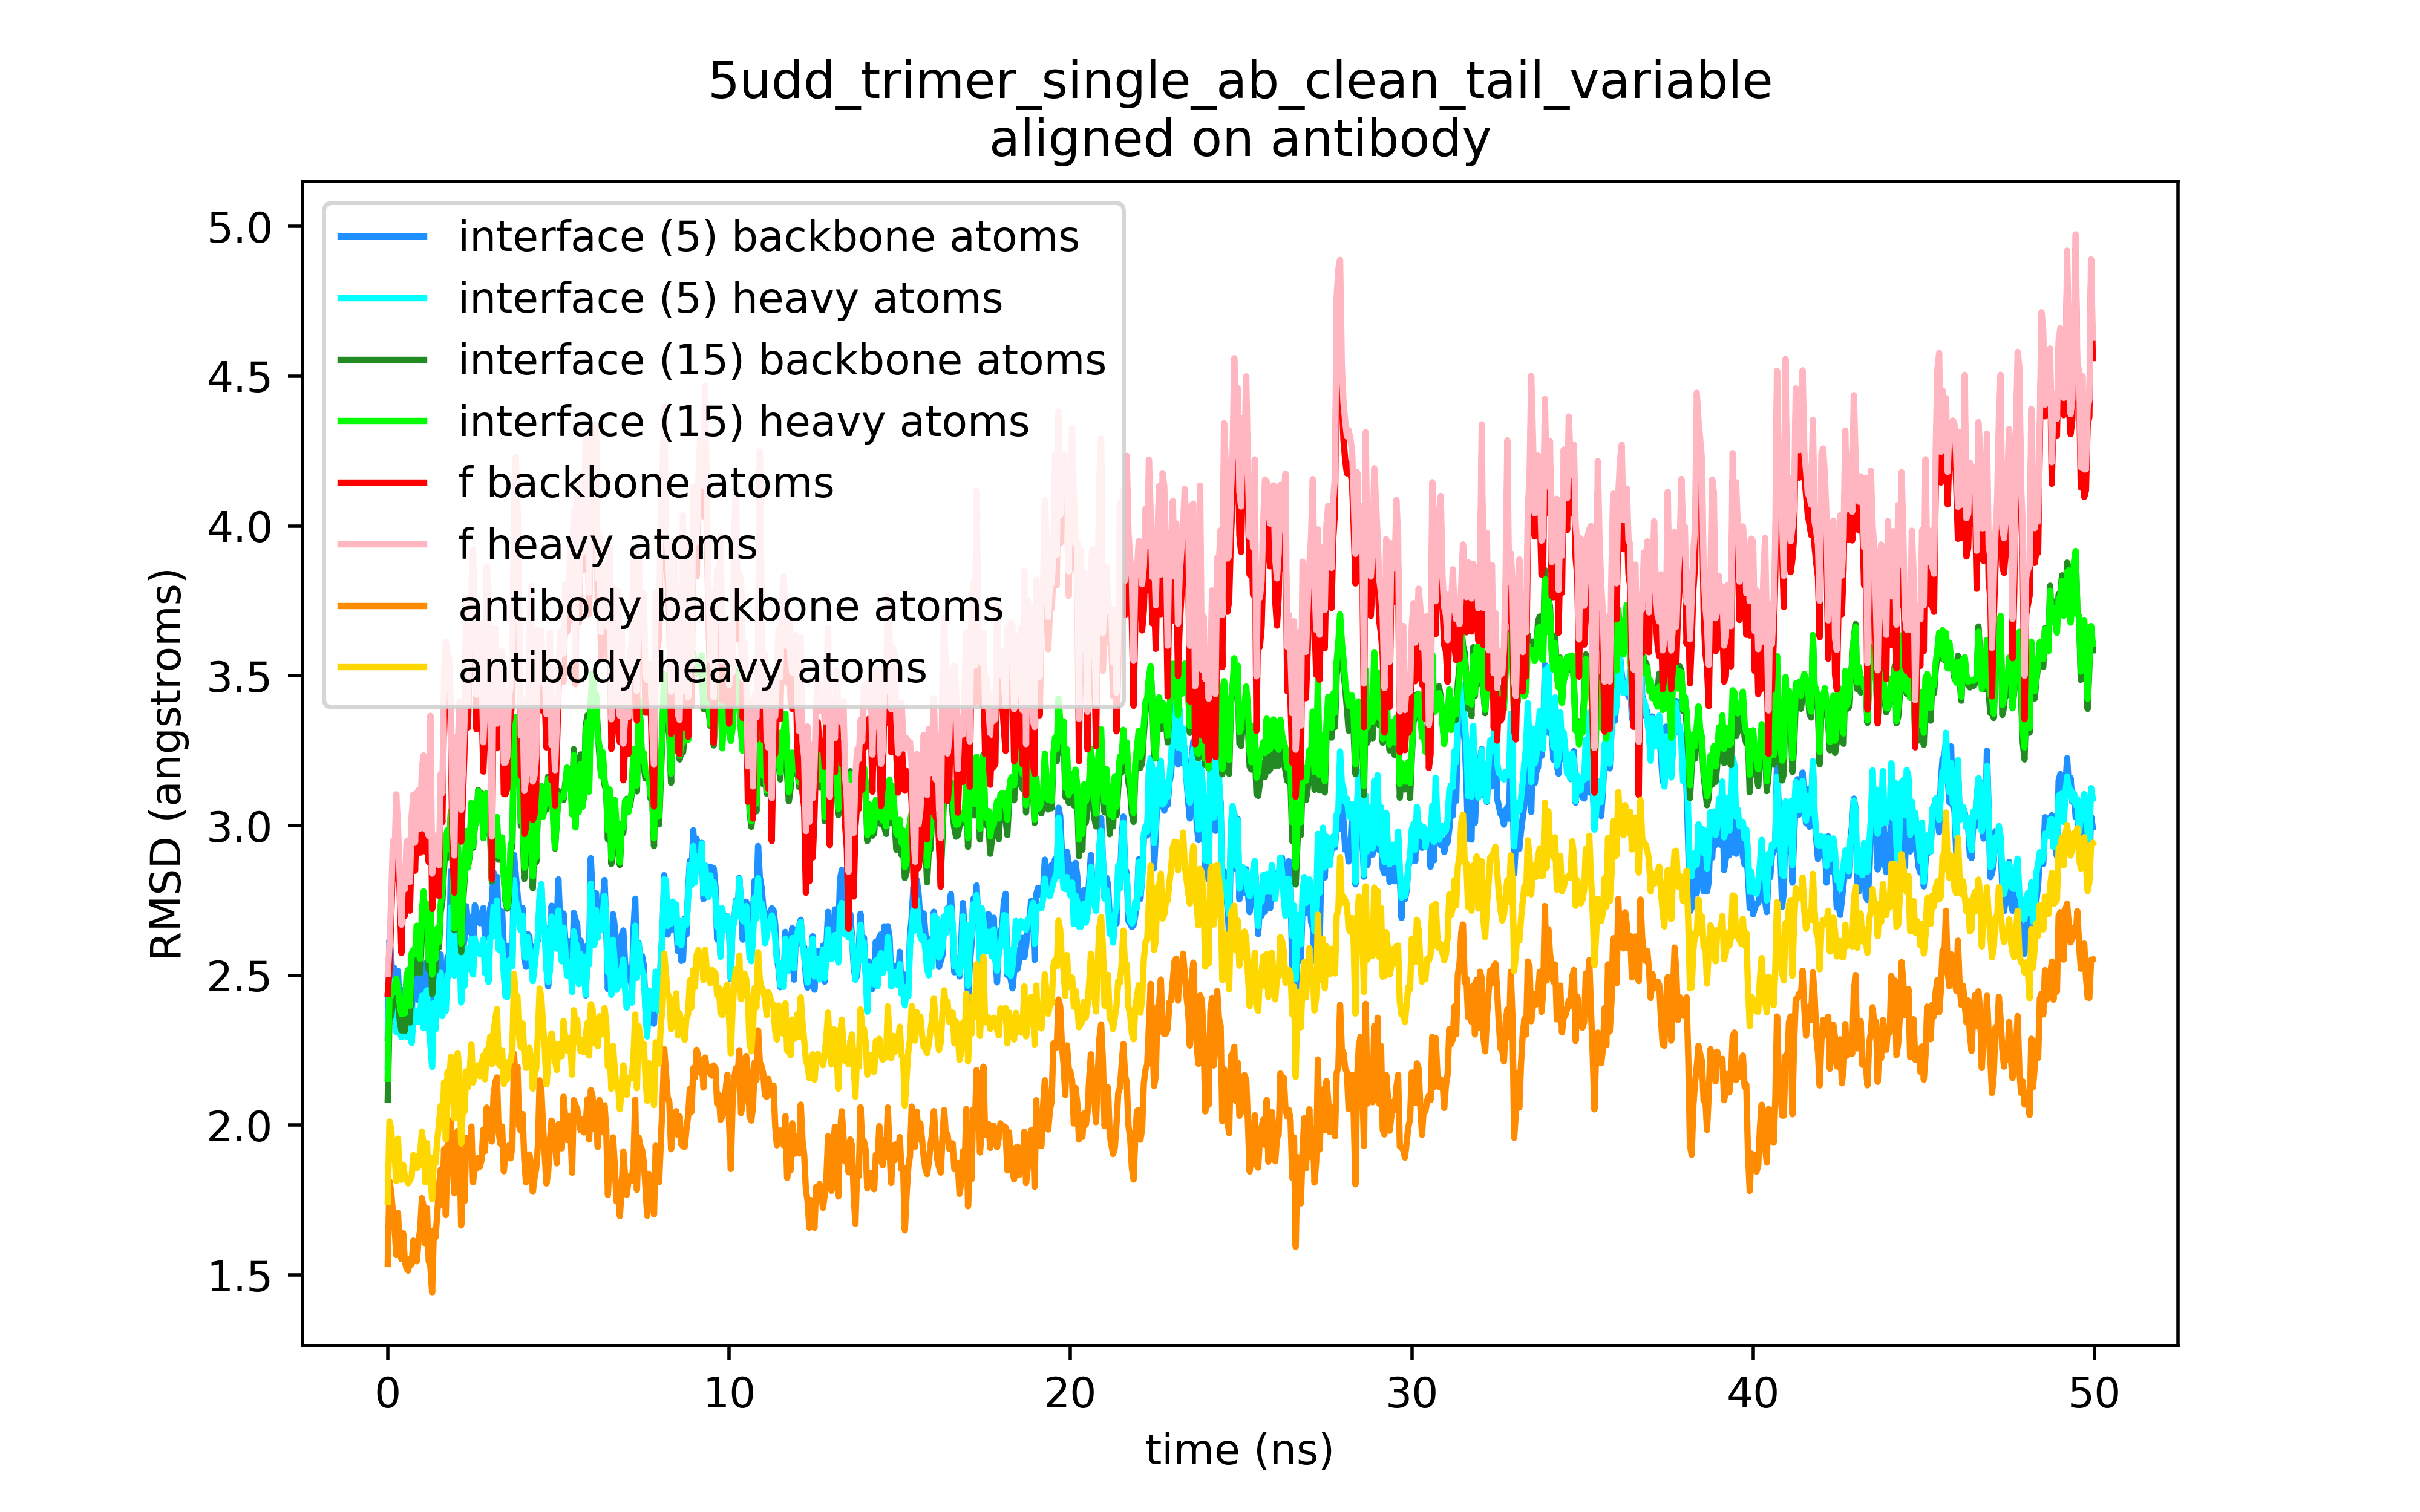 5udd_trimer_single_ab_clean_tail_variable
aligned on antibody
interface (5) backbone atoms
interface (5) heavy atoms
interface (15) backbone atoms
interface (15) heavy atoms
f backbone atoms
f heavy atoms
antibody backbone atoms
antibody heavy atoms
RMSD (angstroms)
5.0
4.5
4.0
3.5
3.0
2.5
2.0
1.5
0 10 20 30 40 50
time (ns)